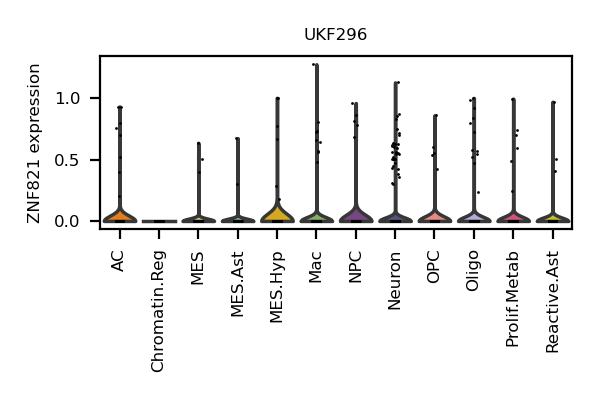 UKF296
ZNF821 expression
1.0
0.5
0.0
AC
Chromatin.Reg
MES
MES.Ast
MES.Hyp
Mac
NPC
Neuron
OPC
Oligo
Prolif.Metab
Reactive.Ast